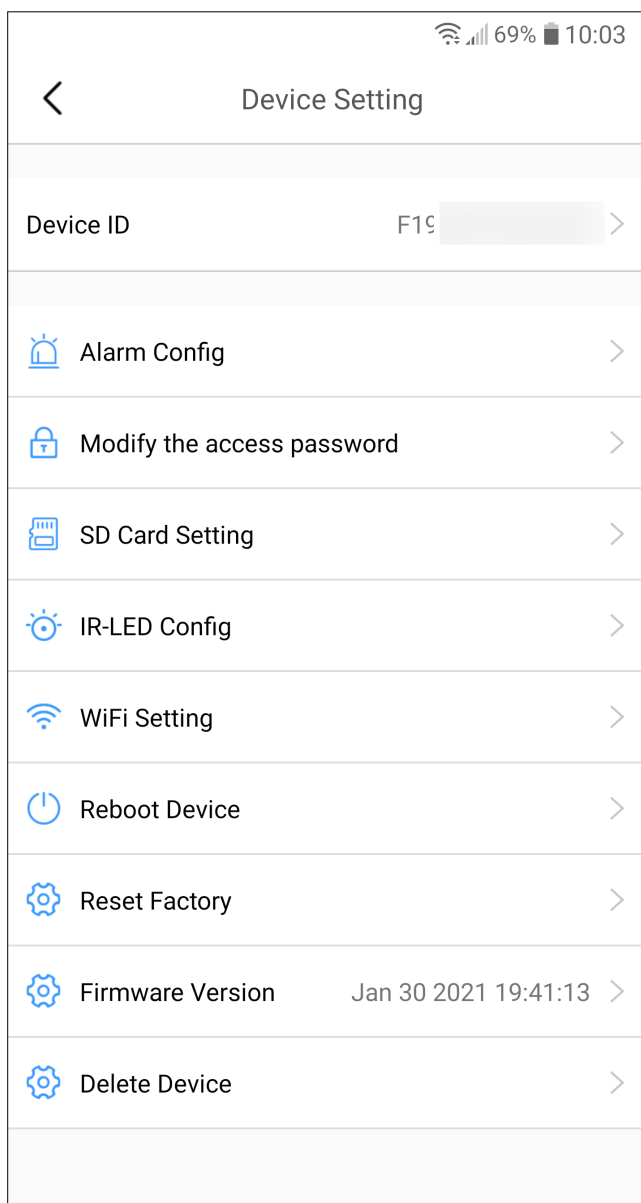 69% 10:03
Device Setting
Device ID F19
Alarm Config
Modify the access password
SD Card Setting
IR-LED Config
WiFi Setting
Reboot Device
Reset Factory
Firmware Version Jan 30 2021 19:41:13
Delete Device